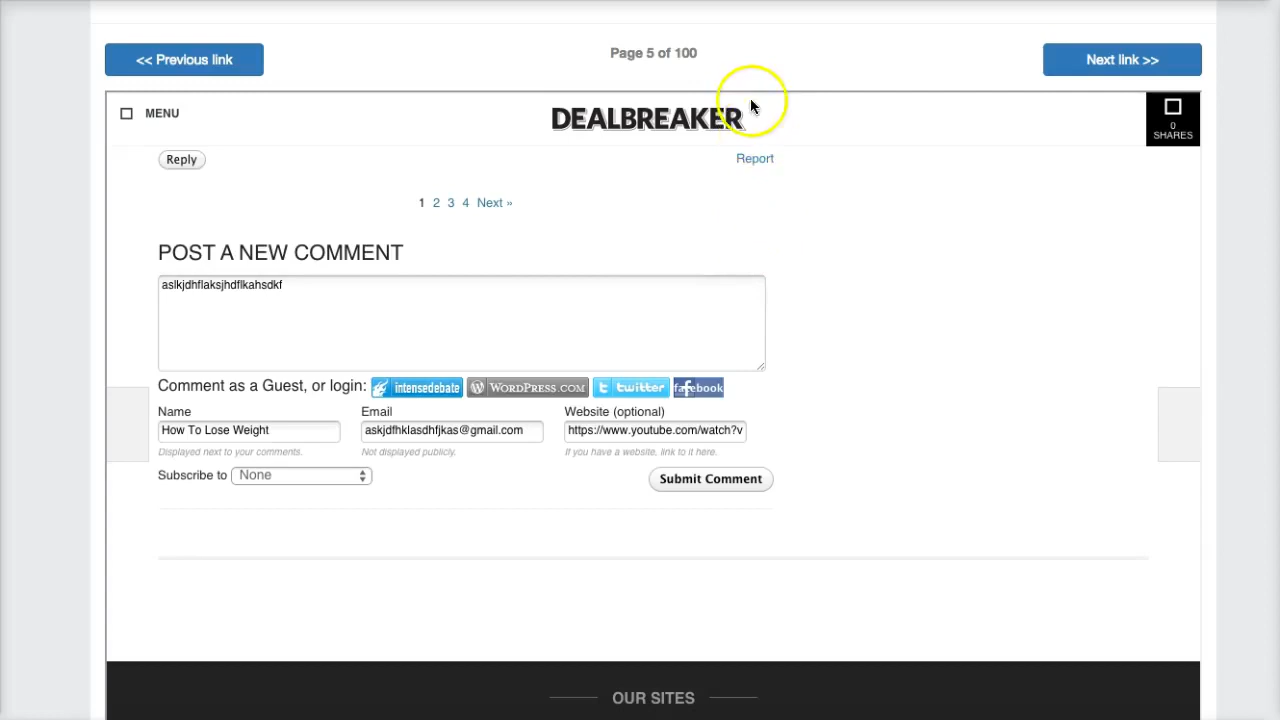 << Previous link
Page 5 of 100
Next link >>
MENU
DEALBREAKER
0
SHARES
Reply
Report
1 2 3 4 Next »
POST A NEW COMMENT
aslkjdhflaksjhdflkahsdkf
Comment as a Guest, or login: intensedebate WORDPRESS.COM twitter facebook
Name Email Website (optional)
How To Lose Weight askjdfhklasdhfjkas@gmail.com https://www.youtube.com/watch?v
Displayed next to your comments. Not displayed publicly. If you have a website, link to it here.
Subscribe to None Submit Comment
OUR SITES